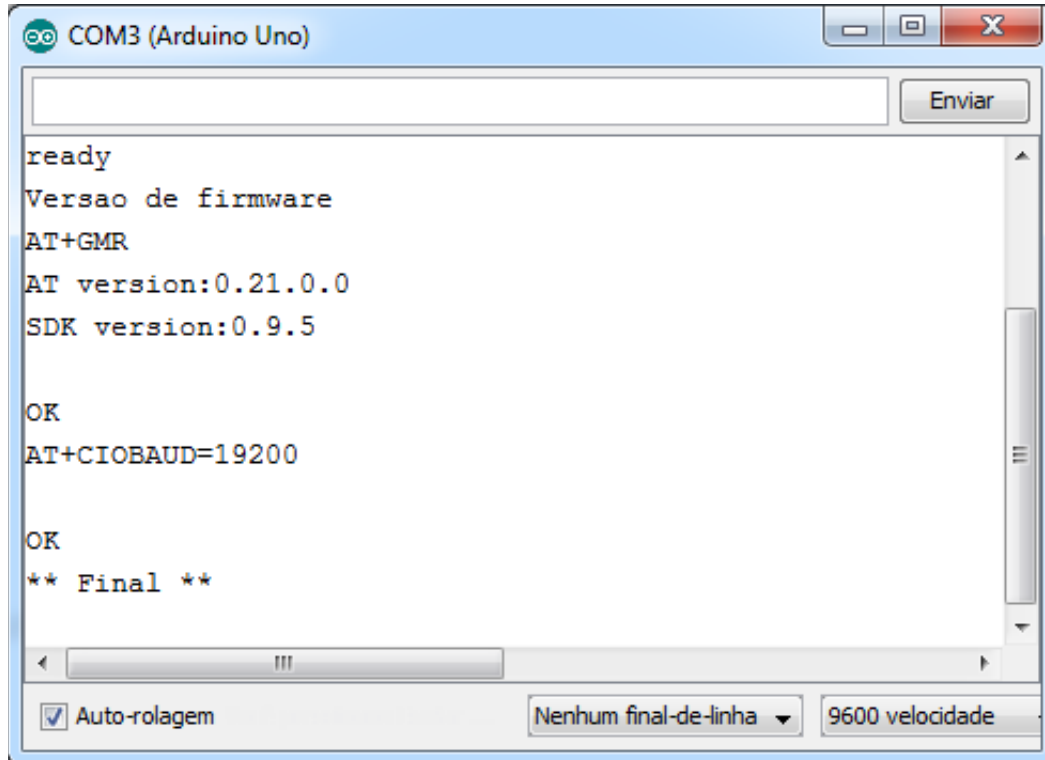 COM3 (Arduino Uno)
Enviar
ready
Versao de firmware
AT+GMR
AT version:0.21.0.0
SDK version:0.9.5
OK
AT+CIOBAUD=19200
OK
** Final **
Auto-rolagem
Nenhum final-de-linha
9600 velocidade